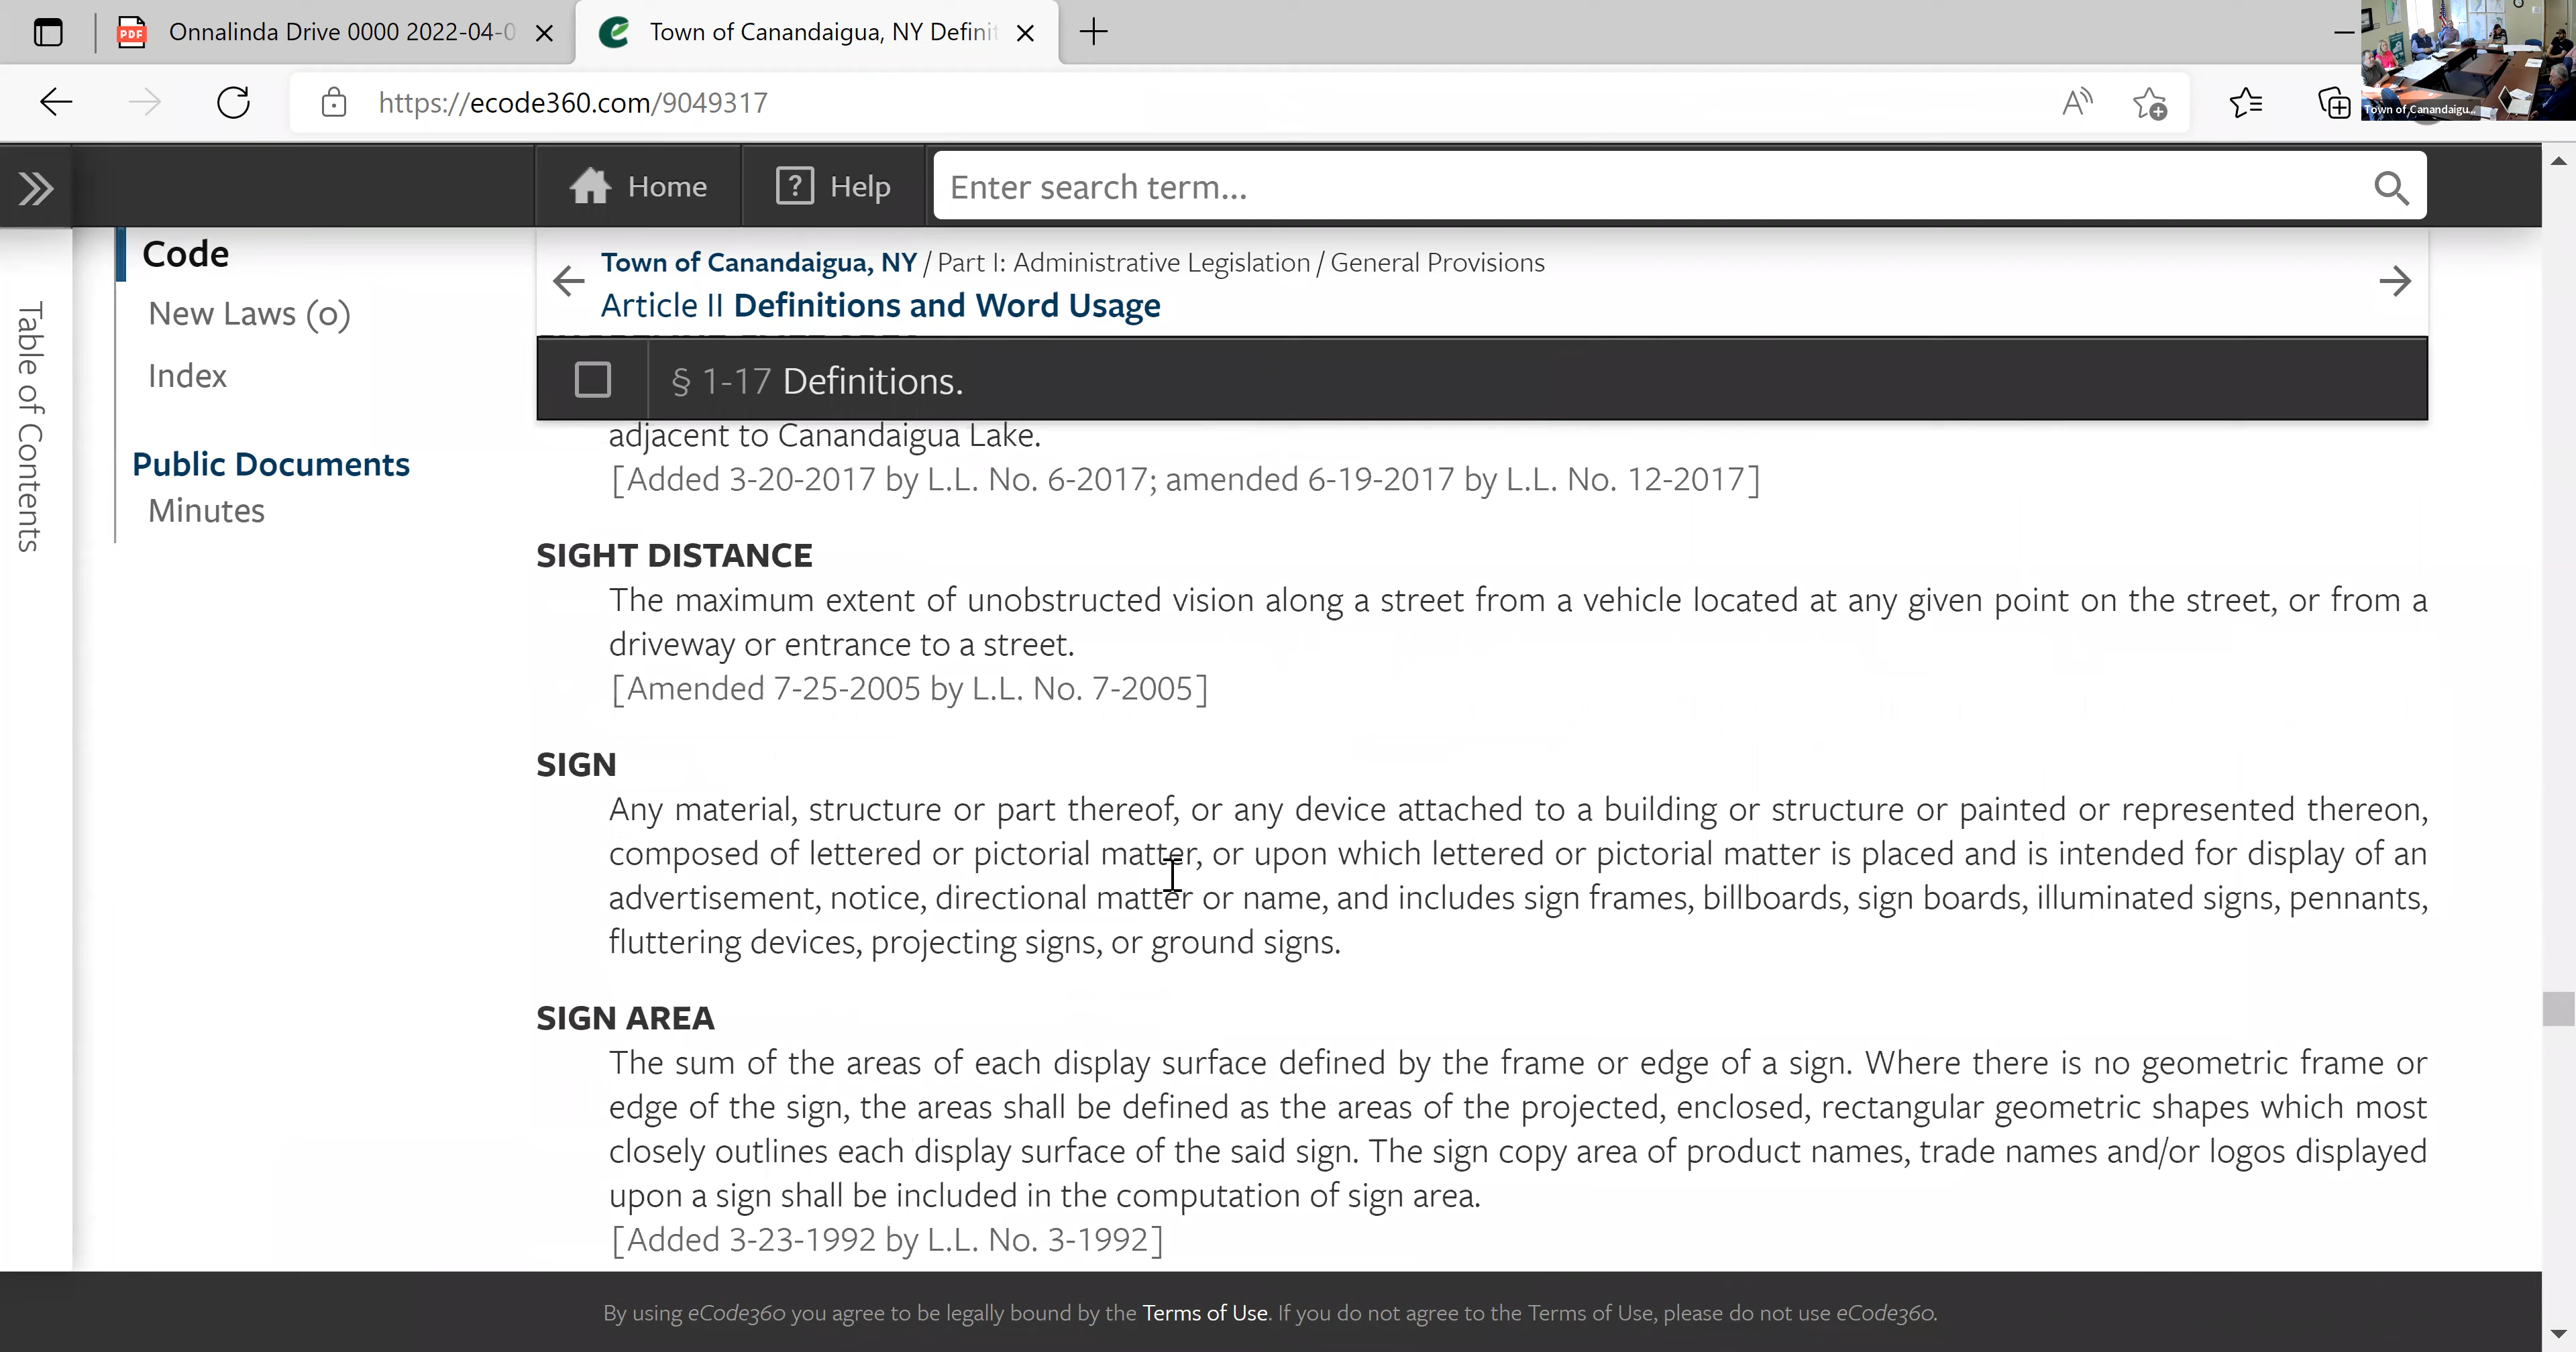 Onnalinda Drive 0000 2022-04-0
Town of Canandaigua, NY Definit
https://ecode360.com/9049317
Town of Canandaigu...
Home
Help
Enter search term...
Table of Contents
Code
New Laws (0)
Index
Public Documents
Minutes
Town of Canandaigua, NY / Part I: Administrative Legislation / General Provisions
Article II Definitions and Word Usage
§ 1-17 Definitions.
adjacent to Canandaigua Lake.
[Added 3-20-2017 by L.L. No. 6-2017; amended 6-19-2017 by L.L. No. 12-2017]
SIGHT DISTANCE
The maximum extent of unobstructed vision along a street from a vehicle located at any given point on the street, or from a
driveway or entrance to a street.
[Amended 7-25-2005 by L.L. No. 7-2005]
SIGN
Any material, structure or part thereof, or any device attached to a building or structure or painted or represented thereon,
composed of lettered or pictorial matter, or upon which lettered or pictorial matter is placed and is intended for display of an
advertisement, notice, directional matter or name, and includes sign frames, billboards, sign boards, illuminated signs, pennants,
fluttering devices, projecting signs, or ground signs.
SIGN AREA
The sum of the areas of each display surface defined by the frame or edge of a sign. Where there is no geometric frame or
edge of the sign, the areas shall be defined as the areas of the projected, enclosed, rectangular geometric shapes which most
closely outlines each display surface of the said sign. The sign copy area of product names, trade names and/or logos displayed
upon a sign shall be included in the computation of sign area.
[Added 3-23-1992 by L.L. No. 3-1992]
By using eCode360 you agree to be legally bound by the Terms of Use. If you do not agree to the Terms of Use, please do not use eCode360.